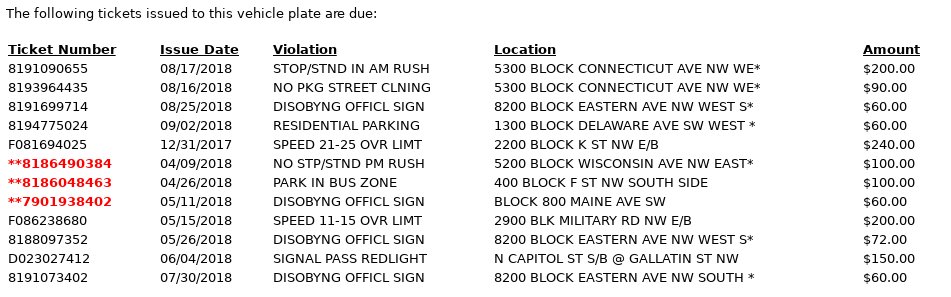 The following tickets issued to this vehicle plate are due:
Ticket Number Issue Date Violation Location Amount
8191090655 08/17/2018 STOP/STND IN AM RUSH 5300 BLOCK CONNECTICUT AVE NW WE* $200.00
8193964435 08/16/2018 NO PKG STREET CLNING 5300 BLOCK CONNECTICUT AVE NW WE* $90.00
8191699714 08/25/2018 DISOBYNG OFFICL SIGN 8200 BLOCK EASTERN AVE NW WEST S* $60.00
8194775024 09/02/2018 RESIDENTIAL PARKING 1300 BLOCK DELAWARE AVE SW WEST * $60.00
F081694025 12/31/2017 SPEED 21-25 OVR LIMT 2200 BLOCK K ST NW E/B $240.00
**8186490384 04/09/2018 NO STP/STND PM RUSH 5200 BLOCK WISCONSIN AVE NW EAST* $100.00
**8186048463 04/26/2018 PARK IN BUS ZONE 400 BLOCK F ST NW SOUTH SIDE $100.00
**7901938402 05/11/2018 DISOBYNG OFFICL SIGN BLOCK 800 MAINE AVE SW $60.00
F086238680 05/15/2018 SPEED 11-15 OVR LIMT 2900 BLK MILITARY RD NW E/B $200.00
8188097352 05/26/2018 DISOBYNG OFFICL SIGN 8200 BLOCK EASTERN AVE NW WEST S* $72.00
D023027412 06/04/2018 SIGNAL PASS REDLIGHT N CAPITOL ST S/B @ GALLATIN ST NW $150.00
8191073402 07/30/2018 DISOBYNG OFFICL SIGN 8200 BLOCK EASTERN AVE NW SOUTH * $60.00